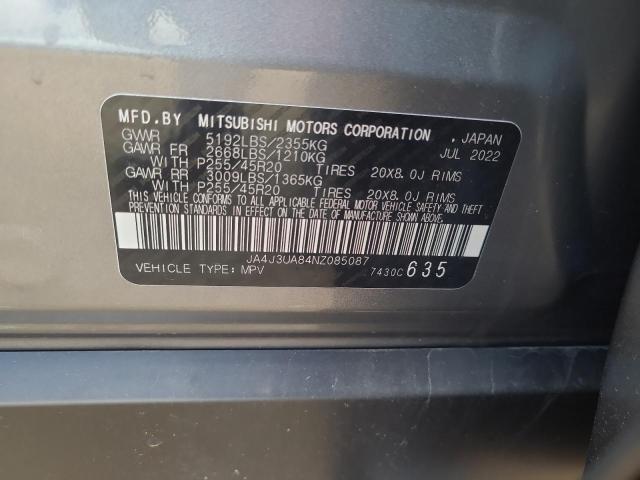 MFD.BY MITSUBISHI MOTORS CORPORATION , JAPAN
GVWR 5192LBS/2355KG JUL 2022
GAWR FR 2668LBS/1210KG
WITH P255/45R20 TIRES 20X8.0J RIMS
GAWR RR 3009LBS/1365KG
WITH P255/45R20 TIRES 20X8.0J RIMS
THIS VEHICLE CONFORMS TO ALL APPLICABLE FEDERAL MOTOR VEHICLE SAFETY AND THEFT
PREVENTION STANDARDS IN EFFECT ON THE DATE OF MANUFACTURE SHOWN ABOVE.
JA4J3UA84NZ085087
VEHICLE TYPE: MPV 7430C 635